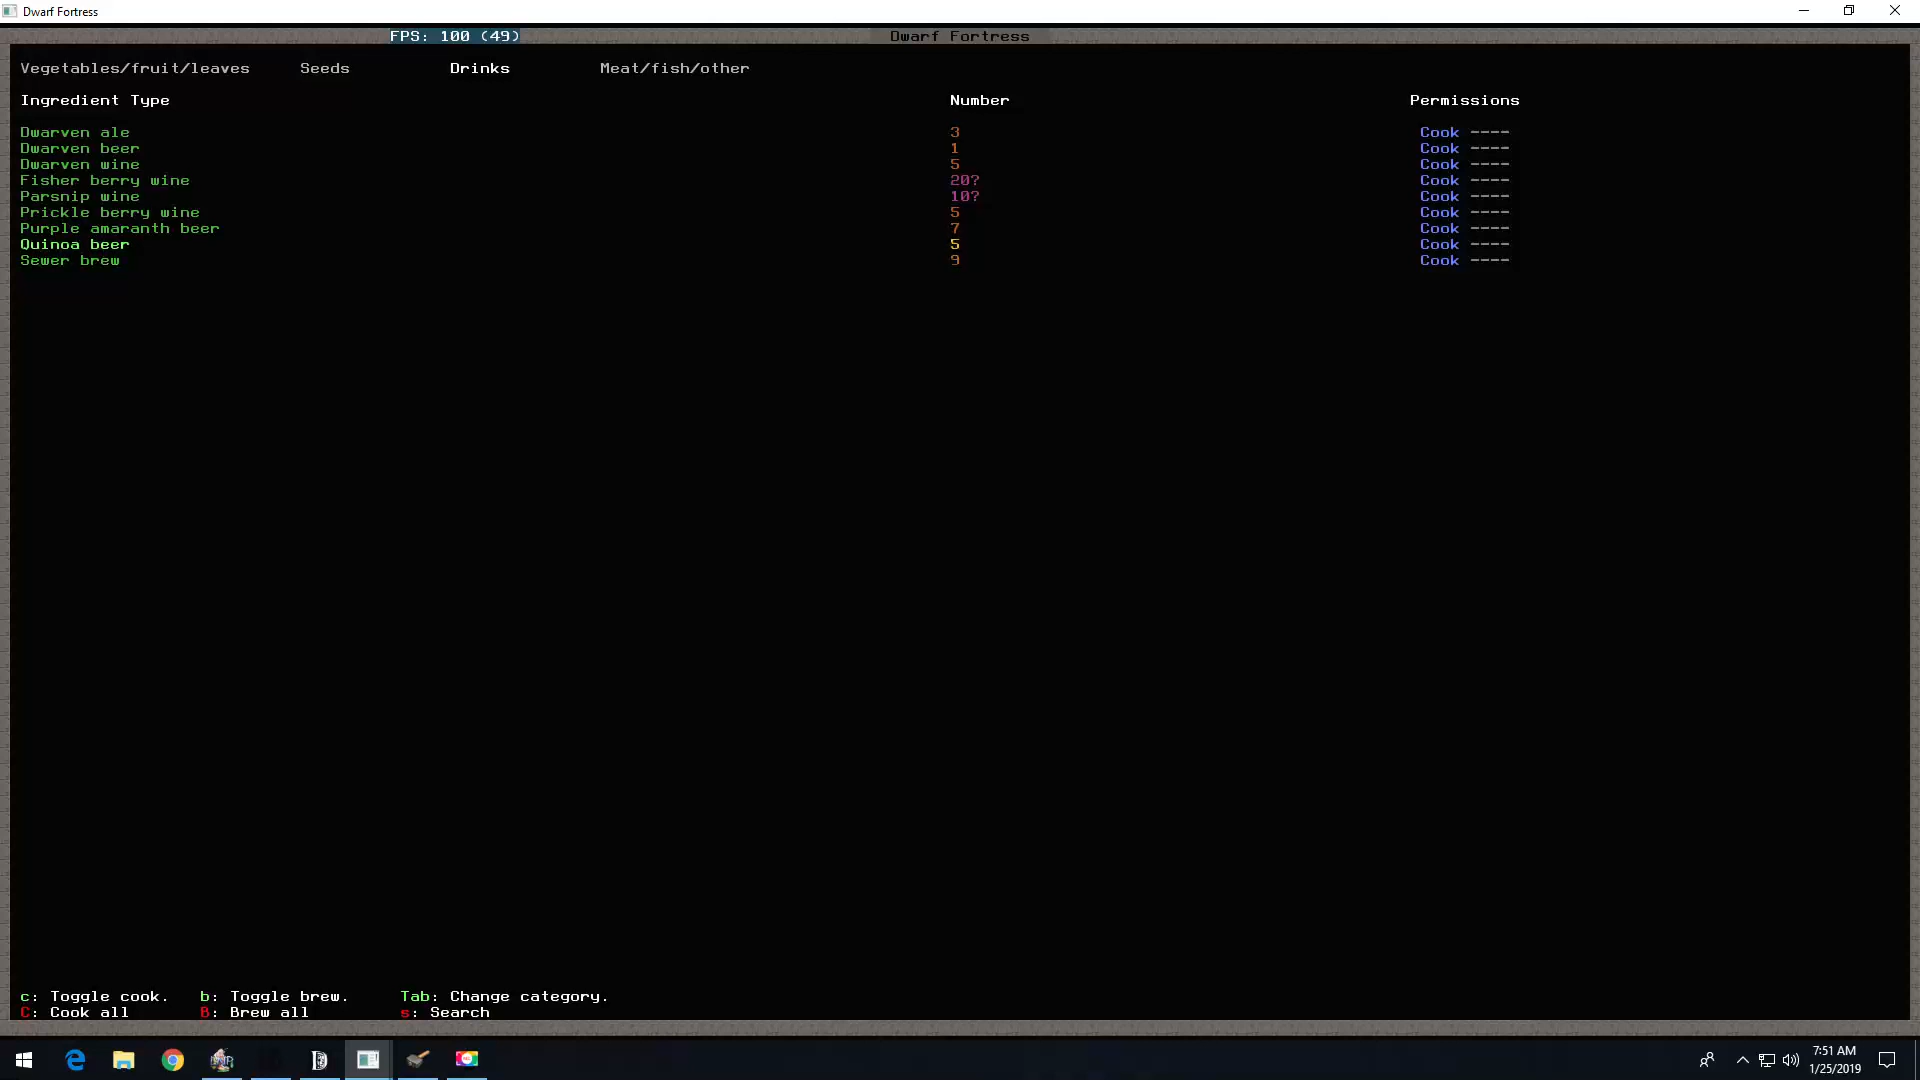 Dwarf Fortress
FPS: 100 (49) Dwarf Fortress
Vegetables/fruit/leaves Seeds Drinks Meat/fish/other
Ingredient Type Number Permissions
Dwarven ale 3 Cook ----
Dwarven beer 1 Cook ----
Dwarven wine 5 Cook ----
Fisher berry wine 20? Cook ----
Parsnip wine 10? Cook ----
Prickle berry wine 5 Cook ----
Purple amaranth beer 7 Cook ----
Quinoa beer 5 Cook ----
Sewer brew 9 Cook ----
c: Toggle cook. b: Toggle brew. Tab: Change category.
C: Cook all B: Brew all s: Search
7:51 AM
1/25/2019